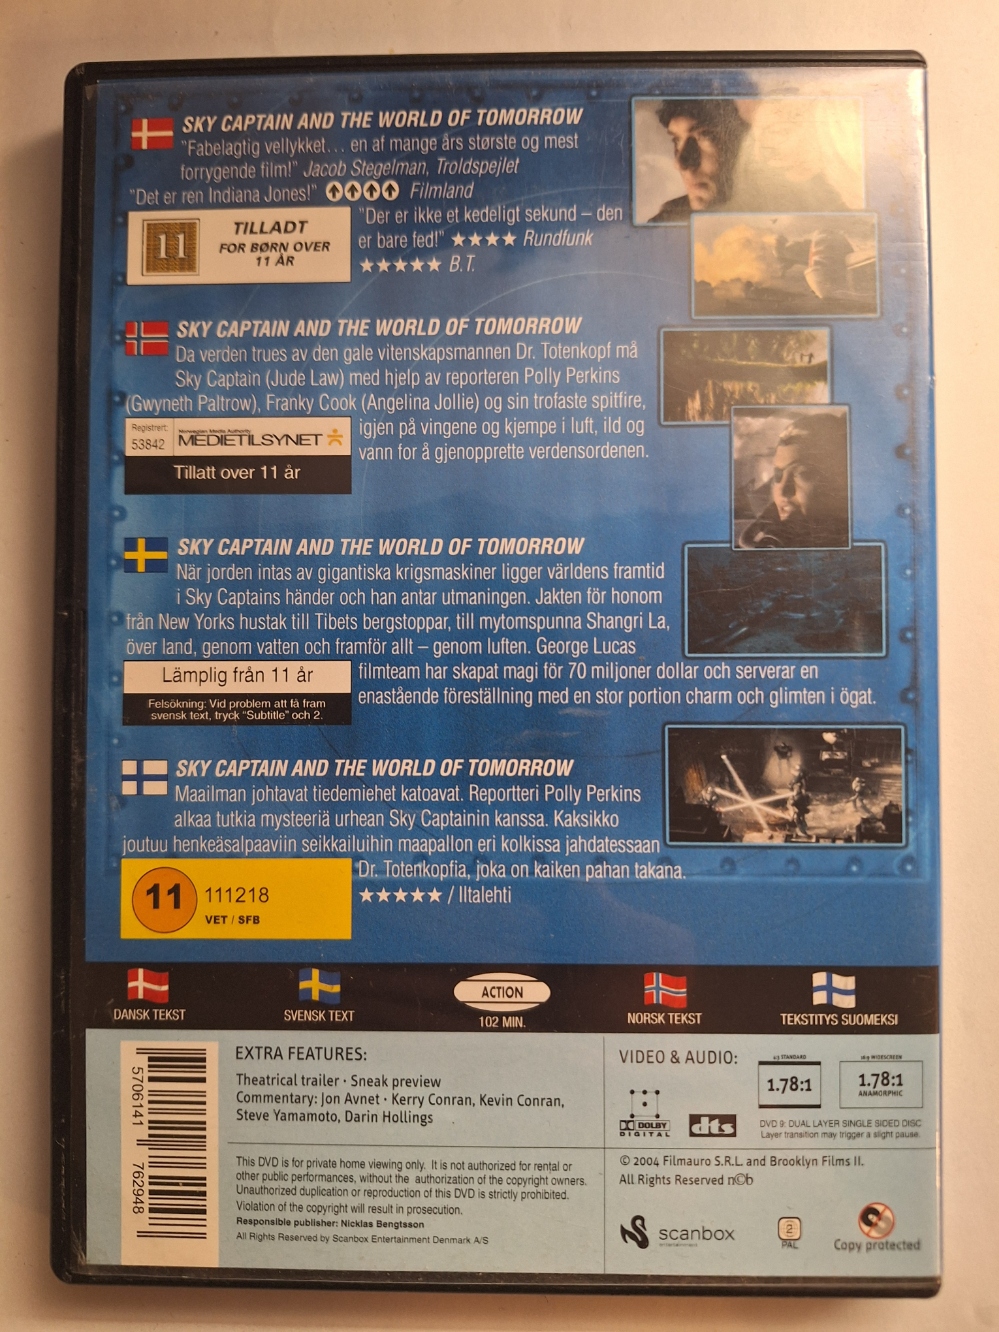 SKY CAPTAIN AND THE WORLD OF TOMORROW
"Fabelagtig vellykket... en af mange års største og mest
forrygende film!" Jacob Stegelman, Troldspejlet
"Det er ren Indiana Jones!" Filmland
"Der er ikke et kedeligt sekund – den
er bare fed!" ★★★★ Rundfunk
★★★★★ B.T.
11
TILLADT
FOR BØRN OVER
11 ÅR
SKY CAPTAIN AND THE WORLD OF TOMORROW
Da verden trues av den gale vitenskapsmannen Dr. Totenkopf må
Sky Captain (Jude Law) med hjelp av reporteren Polly Perkins
(Gwyneth Paltrow), Franky Cook (Angelina Jollie) og sin trofaste spitfire,
igjen på vingene og kjempe i luft, ild og
vann for å gjenopprette verdensordenen.
Registrert:
53842
Norwegian Media Authority
MEDIETILSYNET
Tillatt over 11 år
SKY CAPTAIN AND THE WORLD OF TOMORROW
När jorden intas av gigantiska krigsmaskiner ligger världens framtid
i Sky Captains händer och han antar utmaningen. Jakten för honom
från New Yorks hustak till Tibets bergstoppar, till mytomspunna Shangri La,
över land, genom vatten och framför allt – genom luften. George Lucas
filmteam har skapat magi för 70 miljoner dollar och serverar en
enastående föreställning med en stor portion charm och glimten i ögat.
Lämplig från 11 år
Felsökning: Vid problem att få fram
svensk text, tryck "Subtitle" och 2.
SKY CAPTAIN AND THE WORLD OF TOMORROW
Maailman johtavat tiedemiehet katoavat. Reportteri Polly Perkins
alkaa tutkia mysteeriä urhean Sky Captainin kanssa. Kaksikko
joutuu henkeäsalpaaviin seikkailuihin maapallon eri kolkissa jahdatessaan
Dr. Totenkopfia, joka on kaiken pahan takana.
★★★★★ / Iltalehti
11
111218
VET / SFB
DANSK TEKST
SVENSK TEXT
ACTION
102 MIN.
NORSK TEKST
TEKSTITYS SUOMEKSI
5706141 762948
EXTRA FEATURES:
Theatrical trailer · Sneak preview
Commentary: Jon Avnet · Kerry Conran, Kevin Conran,
Steve Yamamoto, Darin Hollings
This DVD is for private home viewing only. It is not authorized for rental or
other public performances, without the authorization of the copyright owners.
Unauthorized duplication or reproduction of this DVD is strictly prohibited.
Violation of the copyright will result in prosecution.
Responsible publisher: Nicklas Bengtsson
All Rights Reserved by Scanbox Entertainment Denmark A/S
VIDEO & AUDIO:
4:3 STANDARD
1.78:1
16:9 WIDESCREEN
1.78:1
ANAMORPHIC
DOLBY
DIGITAL
dts
DVD 9: DUAL LAYER SINGLE SIDED DISC
Layer transition may trigger a slight pause.
© 2004 Filmauro S.R.L. and Brooklyn Films II.
All Rights Reserved n©b
scanbox
entertainment
2
PAL
Copy protected